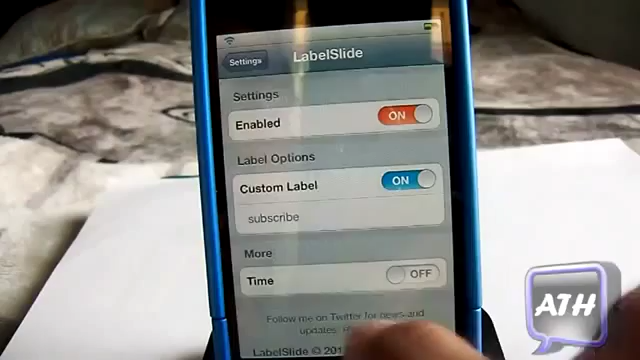 Settings
LabelSlide
Settings
Enabled
ON
Label Options
Custom Label
ON
subscribe
More
Time
OFF
Follow me on Twitter for news and
updates.
LabelSlide © 201
ATH